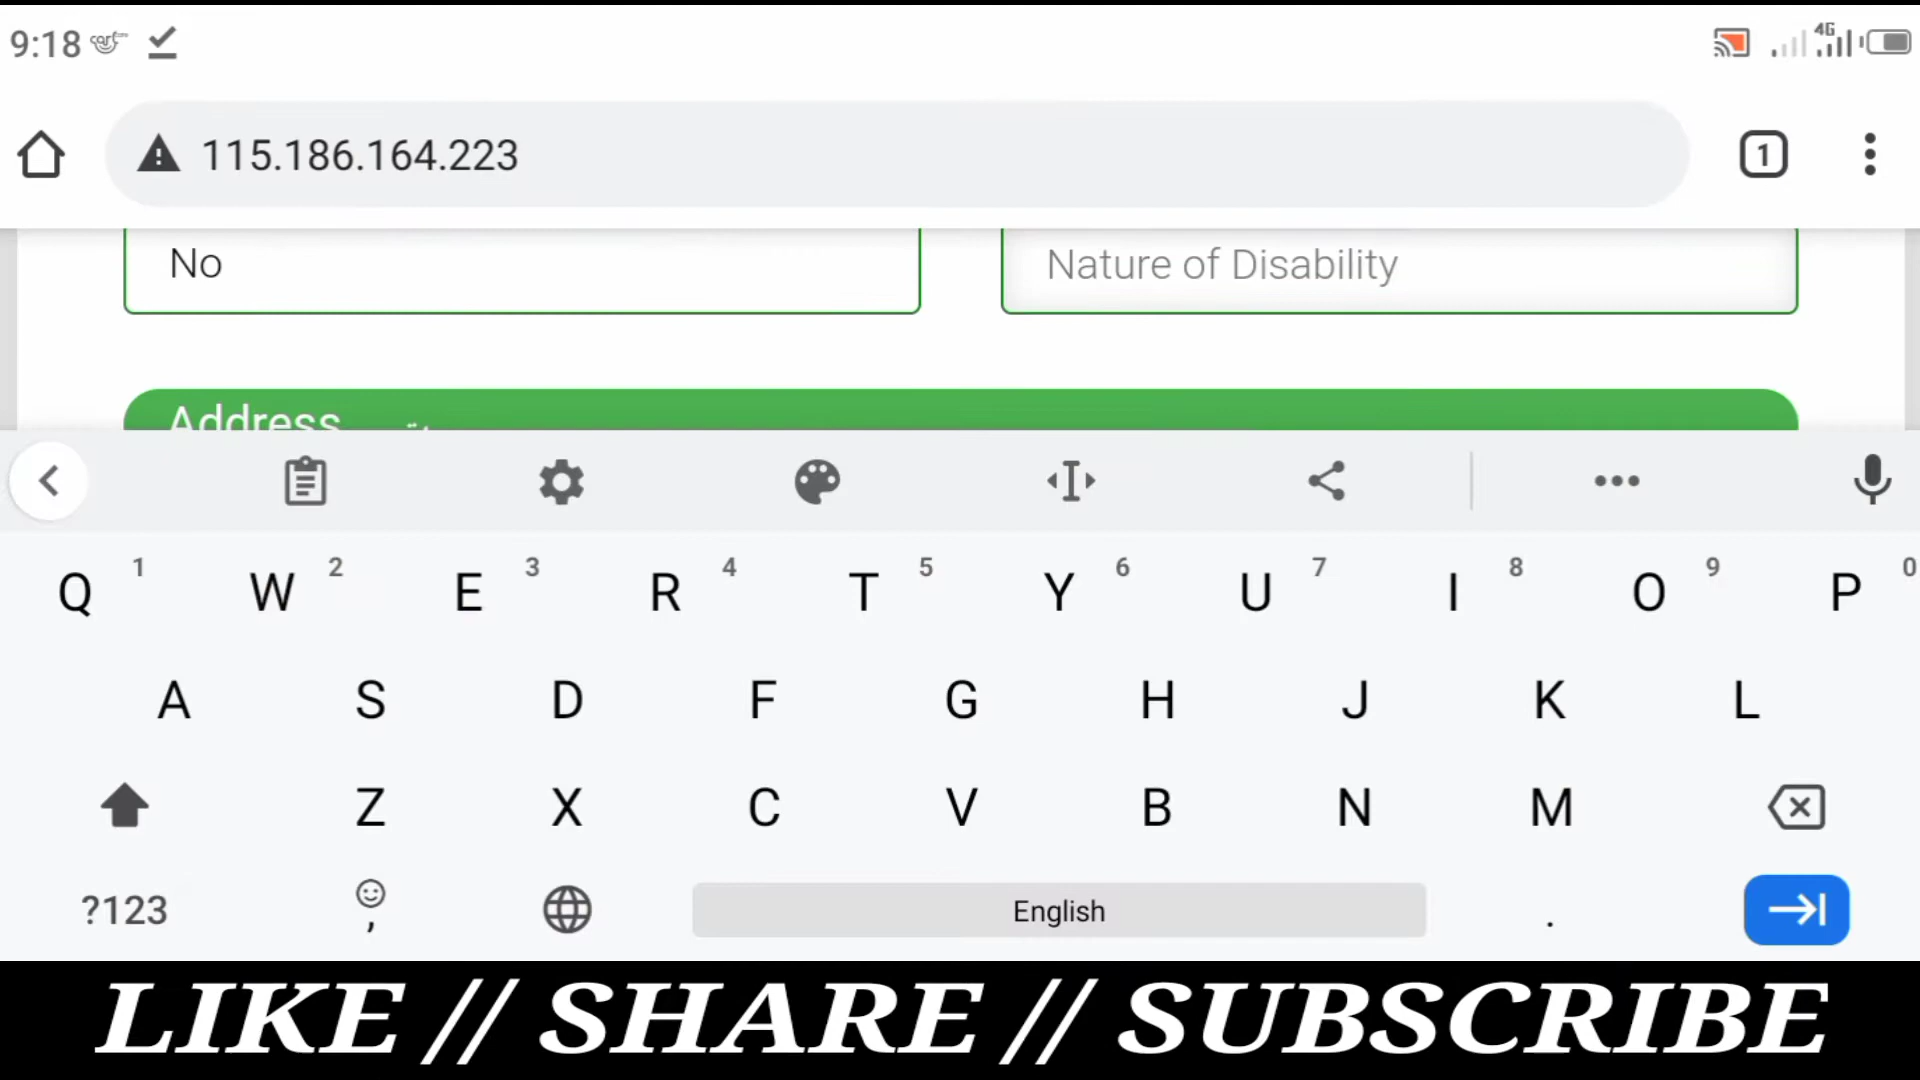 9:18
4G
115.186.164.223
1
No
Nature of Disability
Address
Q 1 W 2 E 3 R 4 T 5 Y 6 U 7 I 8 O 9 P 0
A S D F G H J K L
Z X C V B N M
?123 , English .
LIKE // SHARE // SUBSCRIBE